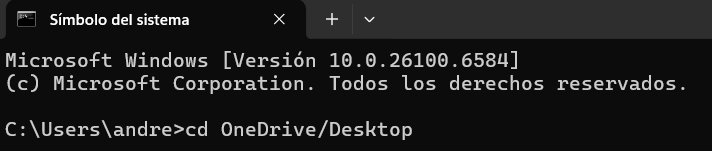 Símbolo del sistema
Microsoft Windows [Versión 10.0.26100.6584]
(c) Microsoft Corporation. Todos los derechos reservados.
C:\Users\andre>cd OneDrive/Desktop